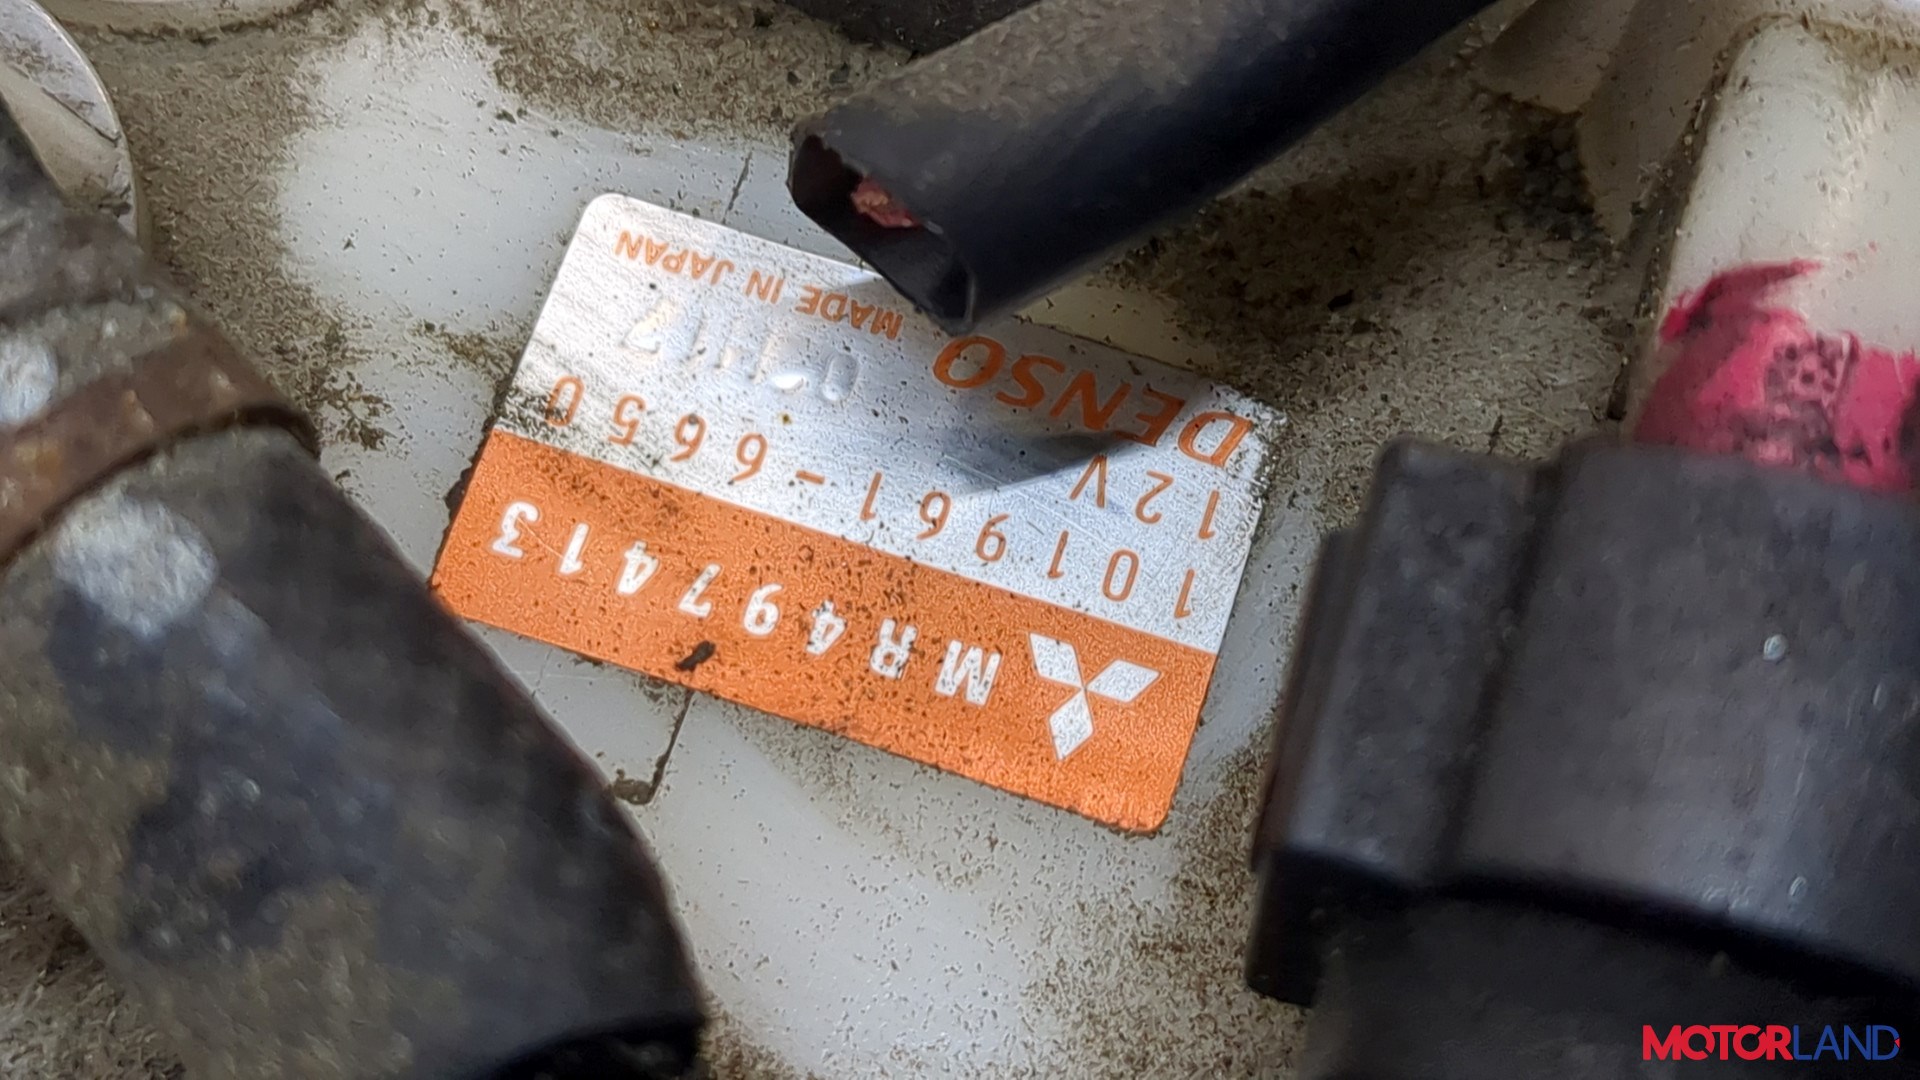 MR497413
101961-6650
12V
DENSO MADE IN JAPAN
MOTORLAND